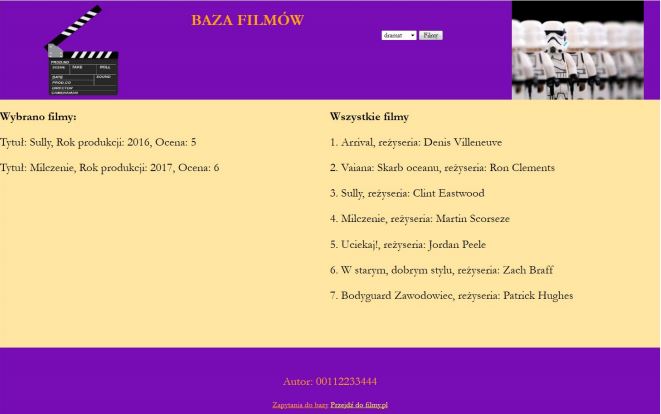 PROD.NO
SCENE TAKE ROLL
DATE SOUND
PROD.CO
DIRECTOR
CAMERAMAN
BAZA FILMÓW
dramat Filmy
Wybrano filmy:
Tytuł: Sully, Rok produkcji: 2016, Ocena: 5
Tytuł: Milczenie, Rok produkcji: 2017, Ocena: 6
Wszystkie filmy
1. Arrival, reżyseria: Denis Villeneuve
2. Vaiana: Skarb oceanu, reżyseria: Ron Clements
3. Sully, reżyseria: Clint Eastwood
4. Milczenie, reżyseria: Martin Scorseze
5. Uciekaj!, reżyseria: Jordan Peele
6. W starym, dobrym stylu, reżyseria: Zach Braff
7. Bodyguard Zawodowiec, reżyseria: Patrick Hughes
Autor: 00112233444
Zapytania do bazy Przejdź do filmy.pl